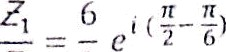 Z₁/ = 6/ e^{i(π/2 − π/6)}